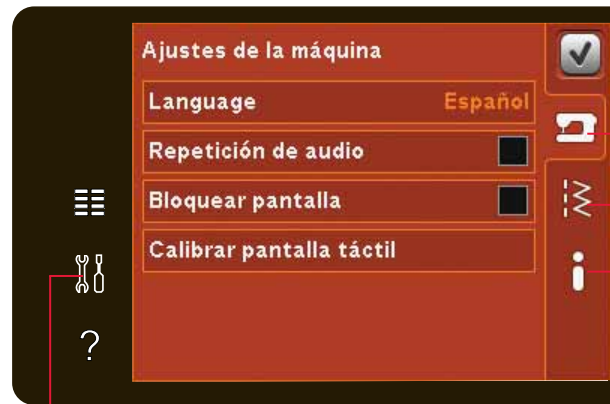 Ajustes de la máquina
Language Español
Repetición de audio
Bloquear pantalla
Calibrar pantalla táctil
?